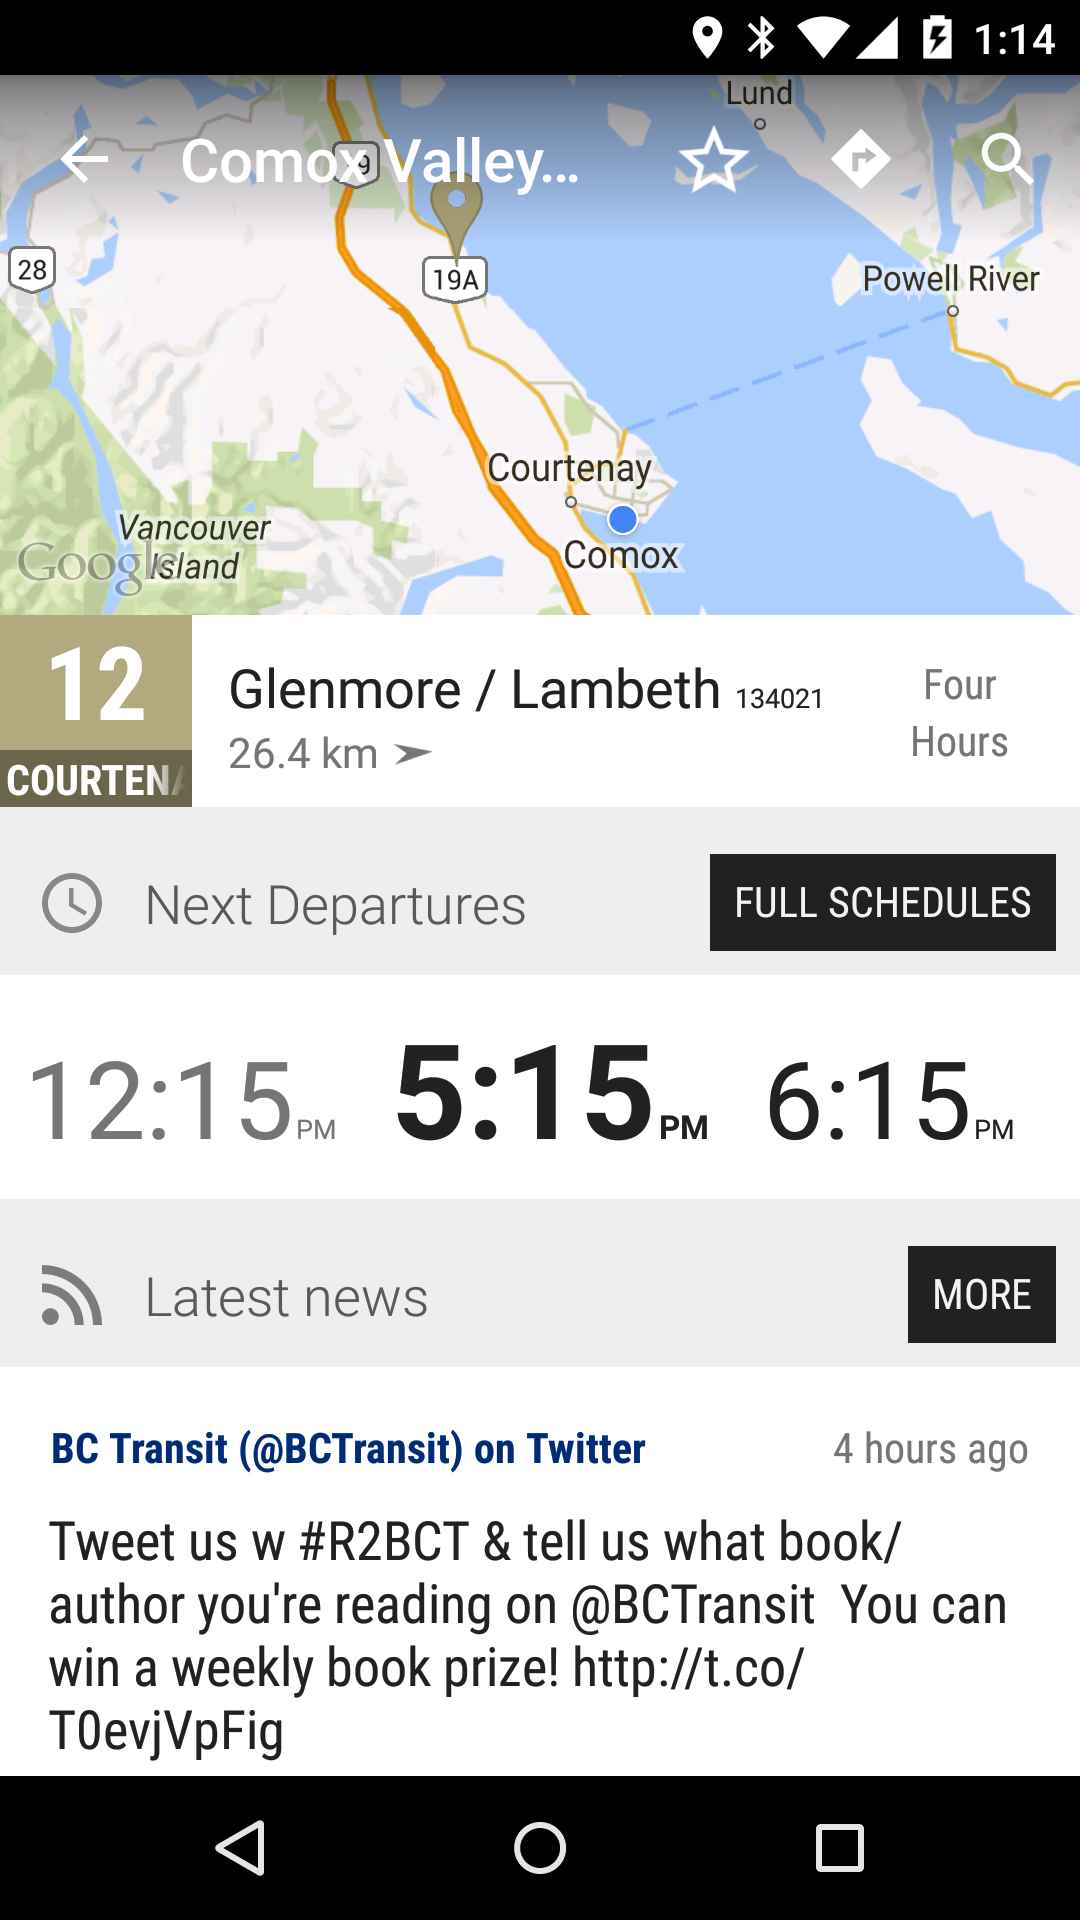 1:14
Lund
Comox Valley...
19
19A
28
Powell River
Courtenay
Comox
Vancouver
Island
Google
12
COURTENA
Glenmore / Lambeth 134021
26.4 km
Four
Hours
Next Departures
FULL SCHEDULES
12:15 PM
5:15 PM
6:15 PM
Latest news
MORE
BC Transit (@BCTransit) on Twitter
4 hours ago
Tweet us w #R2BCT & tell us what book/
author you're reading on @BCTransit  You can
win a weekly book prize! http://t.co/
T0evjVpFig